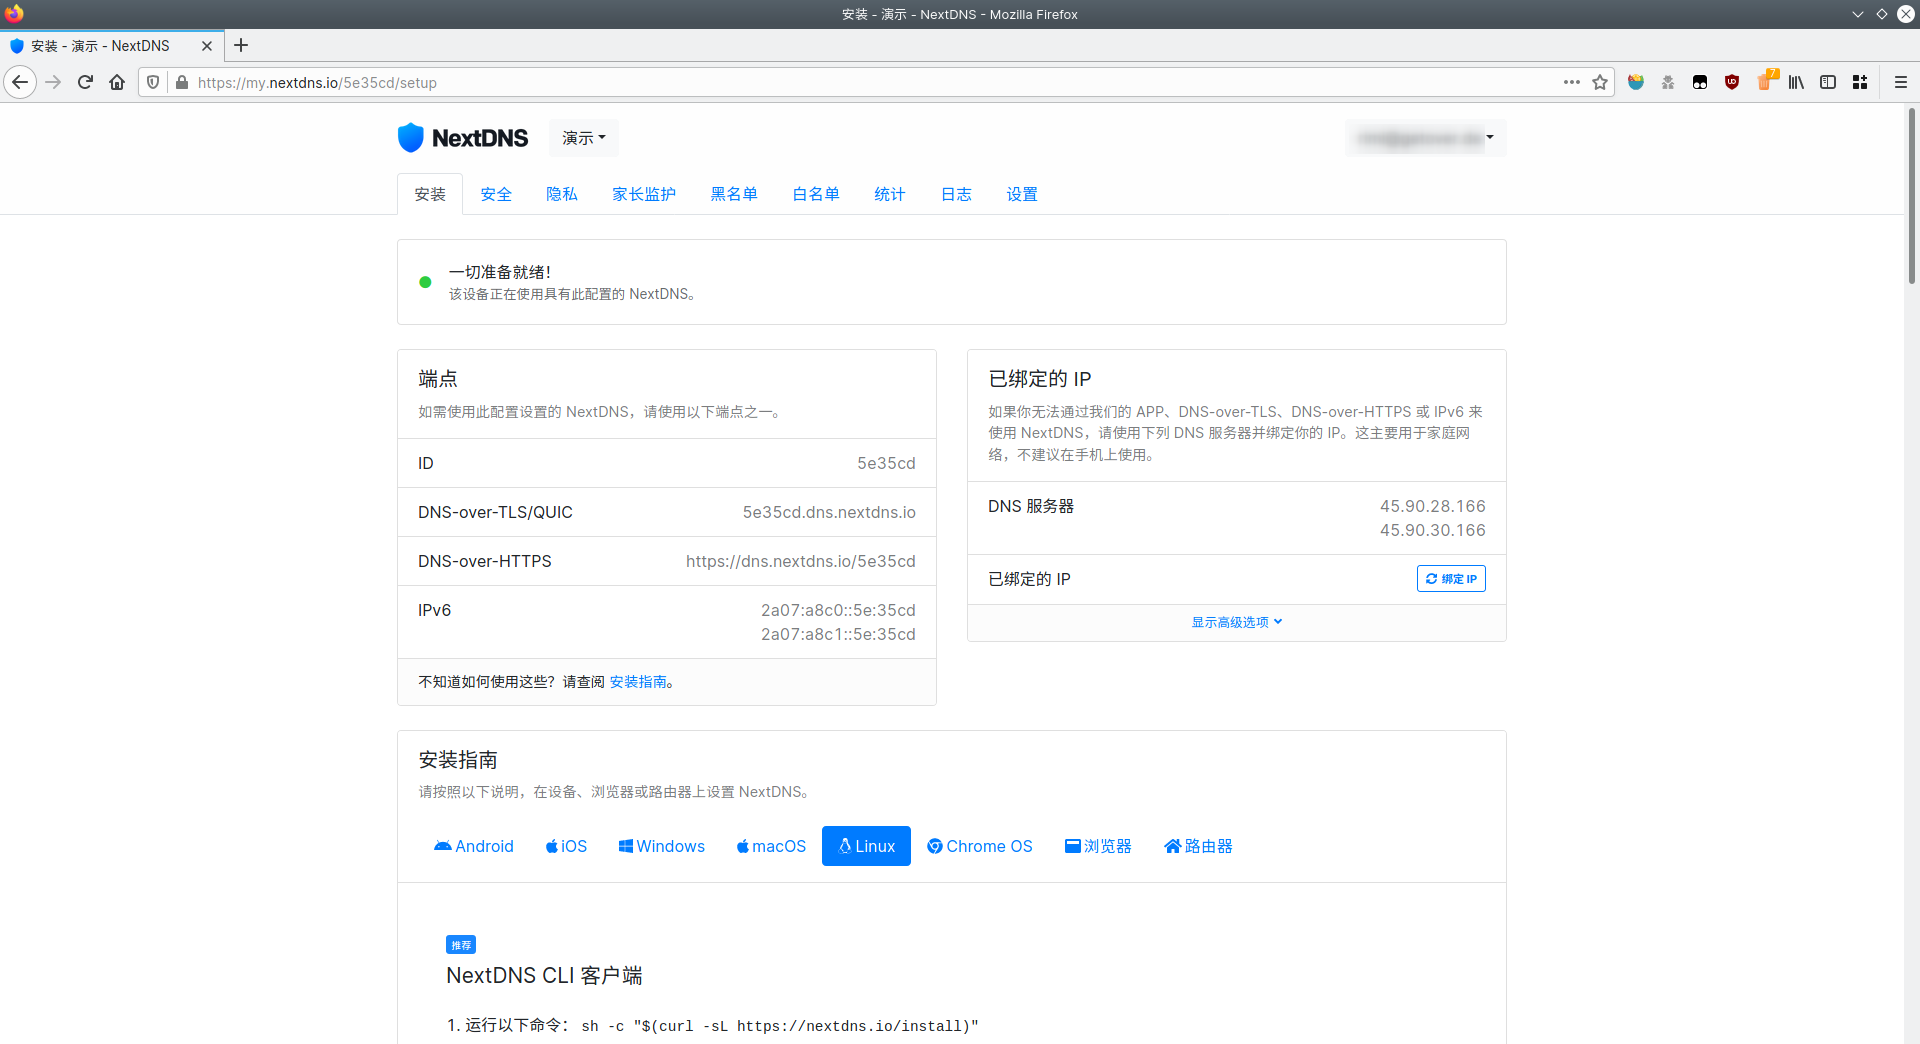 安装 - 演示 - NextDNS - Mozilla Firefox
安装 - 演示 - NextDNS
https://my.nextdns.io/5e35cd/setup
7
NextDNS
演示
安装 安全 隐私 家长监护 黑名单 白名单 统计 日志 设置
一切准备就绪！
该设备正在使用具有此配置的 NextDNS。
端点
如需使用此配置设置的 NextDNS，请使用以下端点之一。
ID 5e35cd
DNS-over-TLS/QUIC 5e35cd.dns.nextdns.io
DNS-over-HTTPS https://dns.nextdns.io/5e35cd
IPv6 2a07:a8c0::5e:35cd
2a07:a8c1::5e:35cd
不知道如何使用这些？请查阅 安装指南。
已绑定的 IP
如果你无法通过我们的 APP、DNS-over-TLS、DNS-over-HTTPS 或 IPv6 来
使用 NextDNS，请使用下列 DNS 服务器并绑定你的 IP。这主要用于家庭网
络，不建议在手机上使用。
DNS 服务器 45.90.28.166
45.90.30.166
已绑定的 IP 绑定 IP
显示高级选项
安装指南
请按照以下说明，在设备、浏览器或路由器上设置 NextDNS。
Android iOS Windows macOS Linux Chrome OS 浏览器 路由器
推荐
NextDNS CLI 客户端
1. 运行以下命令： sh -c "$(curl -sL https://nextdns.io/install)"